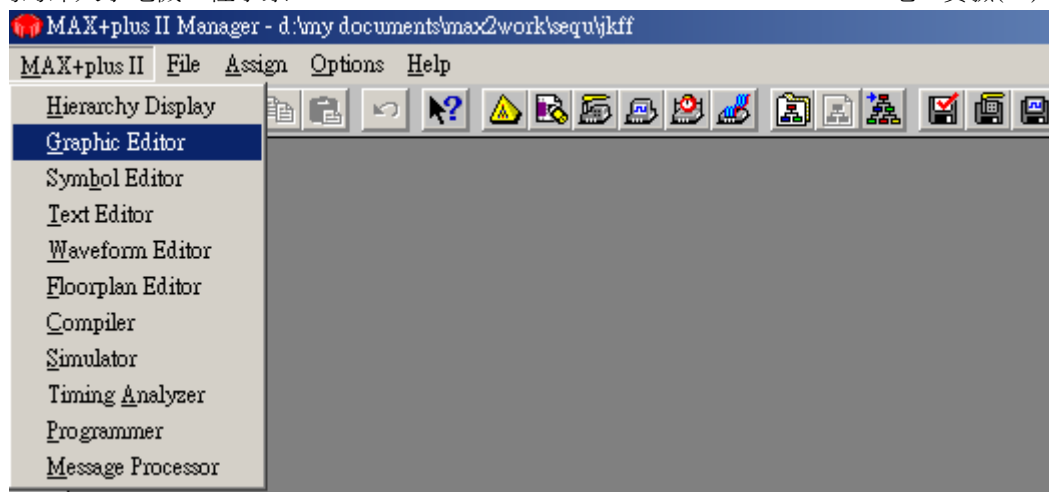 MAX+plus II Manager - d:\my documents\max2work\sequ\jkff
MAX+plus II File Assign Options Help
Hierarchy Display
Graphic Editor
Symbol Editor
Text Editor
Waveform Editor
Floorplan Editor
Compiler
Simulator
Timing Analyzer
Programmer
Message Processor